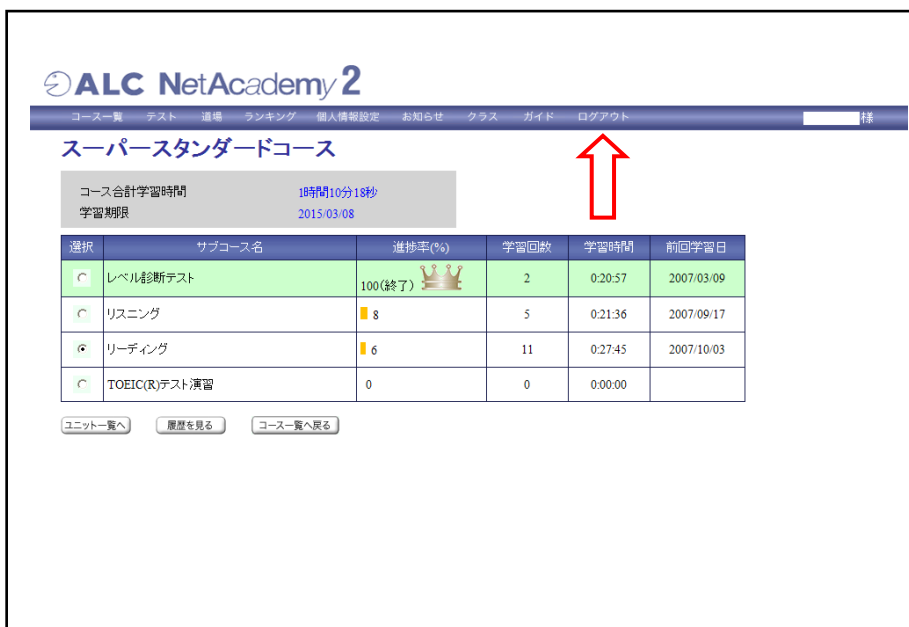 ALC NetAcademy 2
コース一覧 テスト 道場 ランキング 個人情報設定 お知らせ クラス ガイド ログアウト 様
スーパースタンダードコース
コース合計学習時間 1時間10分18秒
学習期限 2015/03/08
選択 サブコース名 進捗率(%) 学習回数 学習時間 前回学習日
レベル診断テスト 100(終了) 2 0:20:57 2007/03/09
リスニング 8 5 0:21:36 2007/09/17
リーディング 6 11 0:27:45 2007/10/03
TOEIC(R)テスト演習 0 0 0:00:00
ユニット一覧へ 履歴を見る コース一覧へ戻る